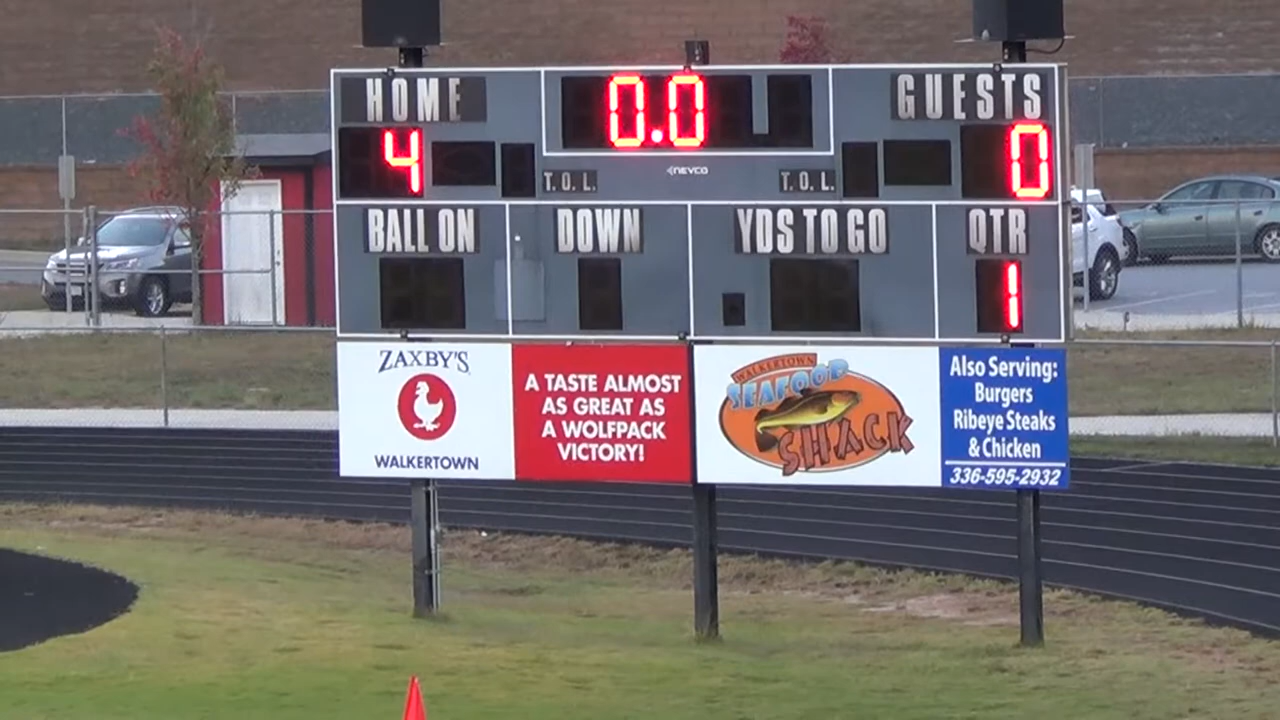 HOME 0.0 GUESTS
4 T.O.L. NEVCO T.O.L. 0
BALL ON DOWN YDS TO GO QTR
1
ZAXBY'S
WALKERTOWN
A TASTE ALMOST
AS GREAT AS
A WOLFPACK
VICTORY!
WALKERTOWN
SEAFOOD
SHACK
Also Serving:
Burgers
Ribeye Steaks
& Chicken
336-595-2932